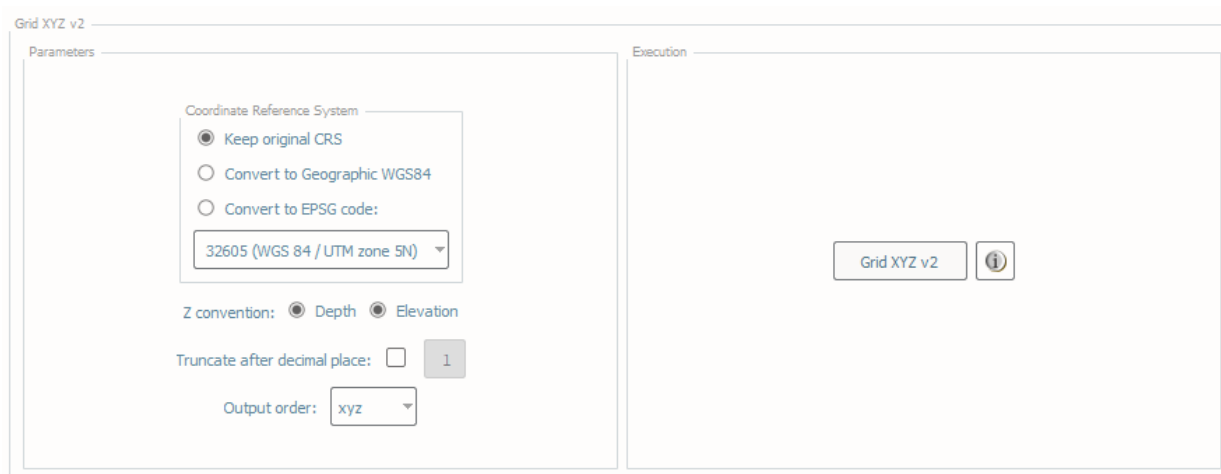 Grid XYZ v2
Parameters
Execution
Coordinate Reference System
Keep original CRS
Convert to Geographic WGS84
Convert to EPSG code:
32605 (WGS 84 / UTM zone 5N)
Grid XYZ v2
Z convention: Depth Elevation
Truncate after decimal place: 1
Output order: xyz